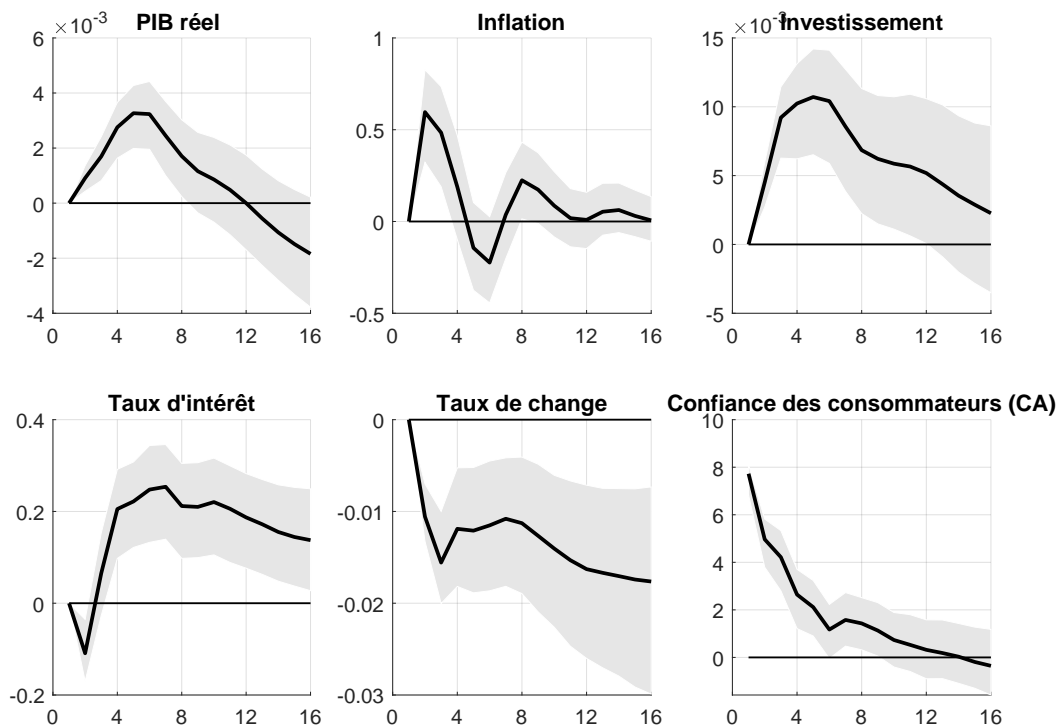 ×10⁻³ PIB réel
6
4
2
0
-2
-4
0 4 8 12 16
Inflation
1
0.5
0
-0.5
0 4 8 12 16
×10⁻³ Investissement
15
10
5
0
-5
0 4 8 12 16
Taux d'intérêt
0.4
0.2
0
-0.2
0 4 8 12 16
Taux de change
0
-0.01
-0.02
-0.03
0 4 8 12 16
Confiance des consommateurs (CA)
10
8
6
4
2
0
0 4 8 12 16